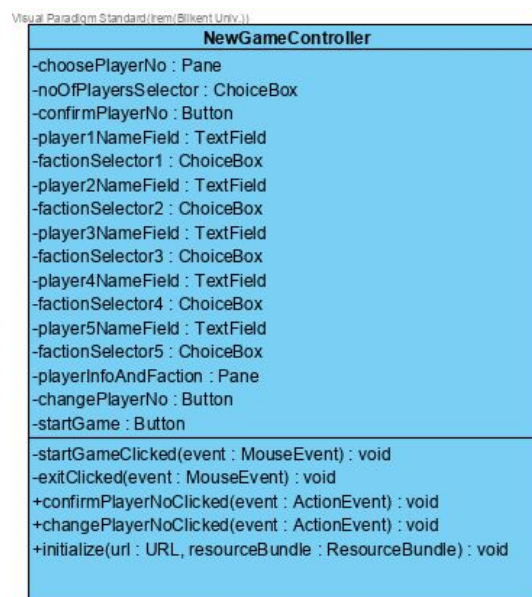 Visual Paradigm Standard(Irem(Bilkent Univ.))
NewGameController
-choosePlayerNo : Pane
-noOfPlayersSelector : ChoiceBox
-confirmPlayerNo : Button
-player1NameField : TextField
-factionSelector1 : ChoiceBox
-player2NameField : TextField
-factionSelector2 : ChoiceBox
-player3NameField : TextField
-factionSelector3 : ChoiceBox
-player4NameField : TextField
-factionSelector4 : ChoiceBox
-player5NameField : TextField
-factionSelector5 : ChoiceBox
-playerInfoAndFaction : Pane
-changePlayerNo : Button
-startGame : Button
-startGameClicked(event : MouseEvent) : void
-exitClicked(event : MouseEvent) : void
+confirmPlayerNoClicked(event : ActionEvent) : void
+changePlayerNoClicked(event : ActionEvent) : void
+initialize(url : URL, resourceBundle : ResourceBundle) : void